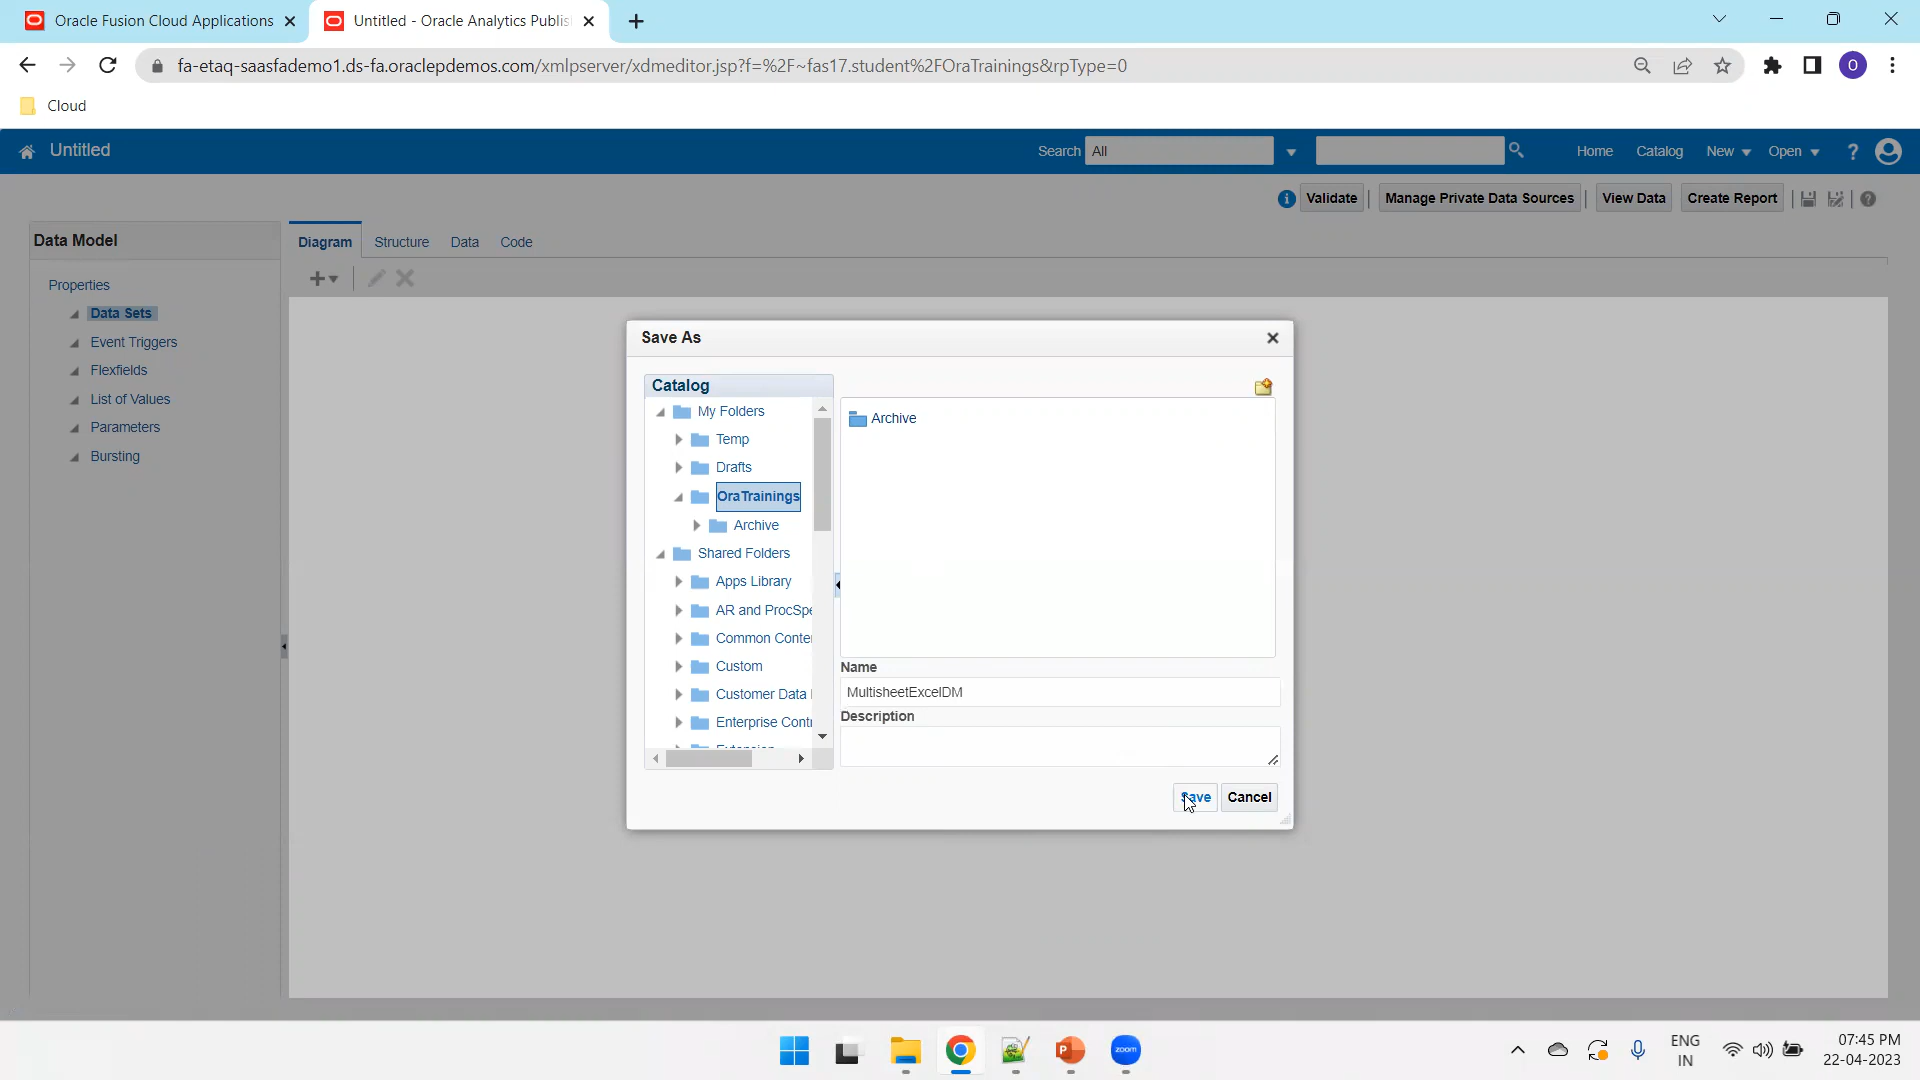 Oracle Fusion Cloud Applications
Untitled - Oracle Analytics Publis
fa-etaq-saasfademo1.ds-fa.oraclepdemos.com/xmlpserver/xdmeditor.jsp?f=%2F~fas17.student%2FOraTrainings&rpType=0
O
Cloud
Untitled
Search
All
Home
Catalog
New
Open
Validate
Manage Private Data Sources
View Data
Create Report
Data Model
Diagram
Structure
Data
Code
Properties
Data Sets
Event Triggers
Flexfields
List of Values
Parameters
Bursting
Save As
Catalog
My Folders
Temp
Drafts
OraTrainings
Archive
Shared Folders
Apps Library
AR and ProcSpe
Common Conte
Custom
Customer Data
Enterprise Contr
Archive
Name
MultisheetExcelDM
Description
Save
Cancel
zoom
ENG
IN
07:45 PM
22-04-2023